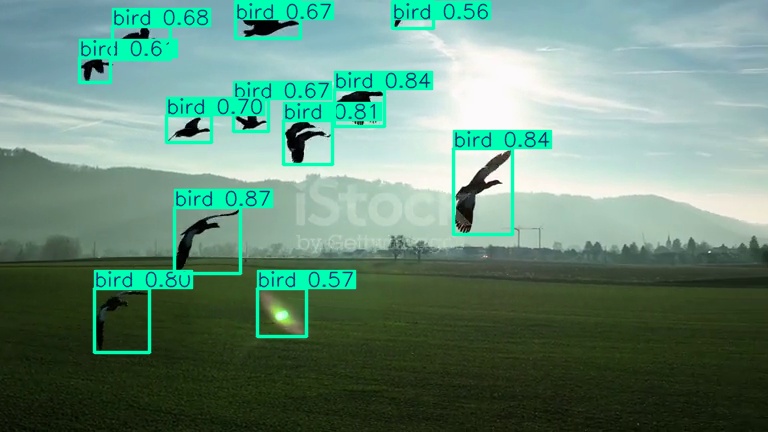 bird 0.68
bird 0.67
bird 0.56
bird 0.61
bird 0.84
bird 0.67
bird 0.70
bird 0.81
bird 0.84
iStock
bird 0.87
by Getty Images
bird 0.80
bird 0.57